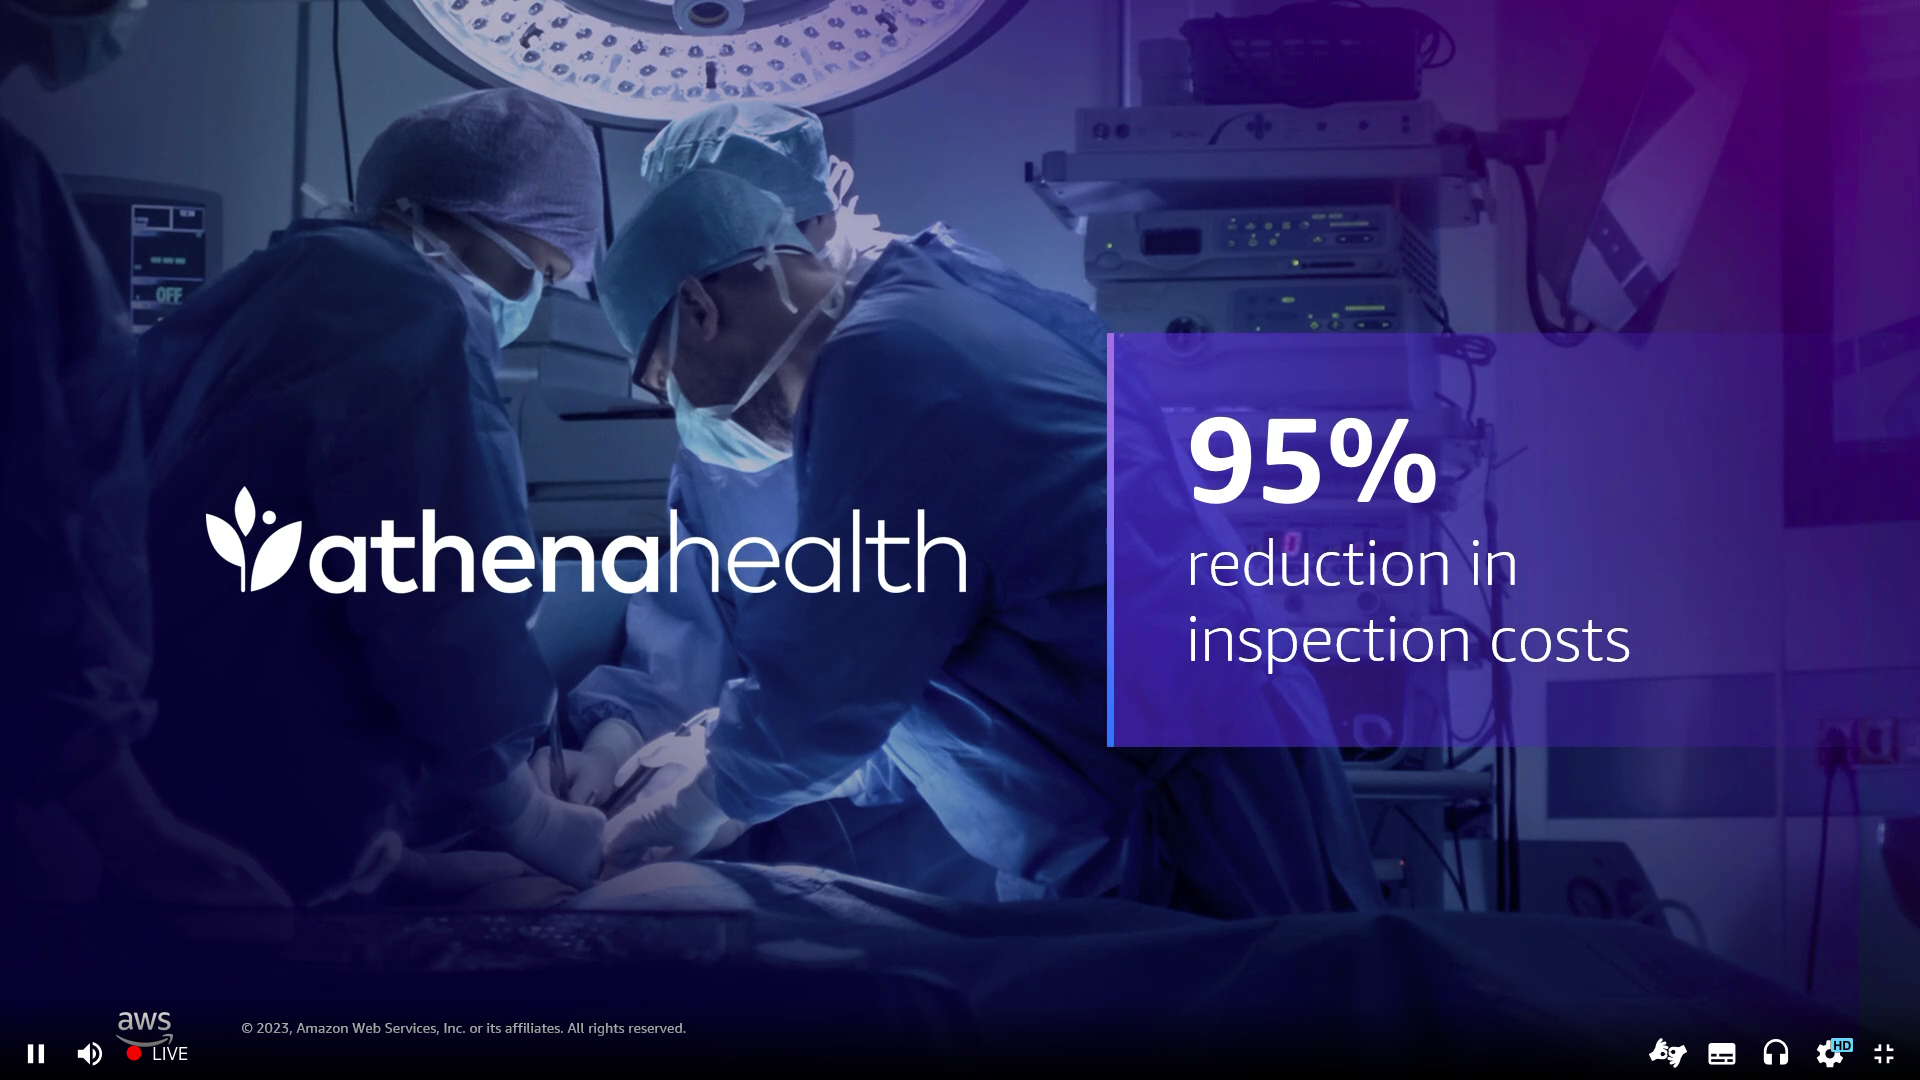 OFF
athenahealth
95%
reduction in
inspection costs
aws
© 2023, Amazon Web Services, Inc. or its affiliates. All rights reserved.
LIVE
HD